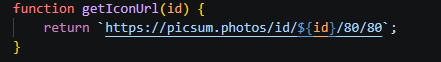 function getIconUrl(id) {
    return `https://picsum.photos/id/${id}/80/80`;
}